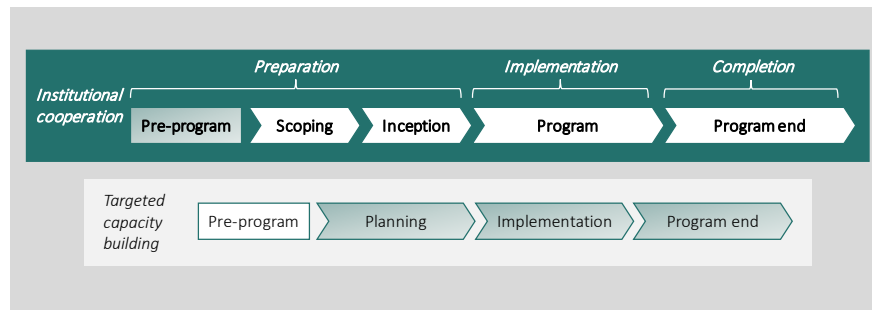 Preparation
Implementation
Completion
Institutional
cooperation
Pre-program
Scoping
Inception
Program
Program end
Targeted
capacity
building
Pre-program
Planning
Implementation
Program end